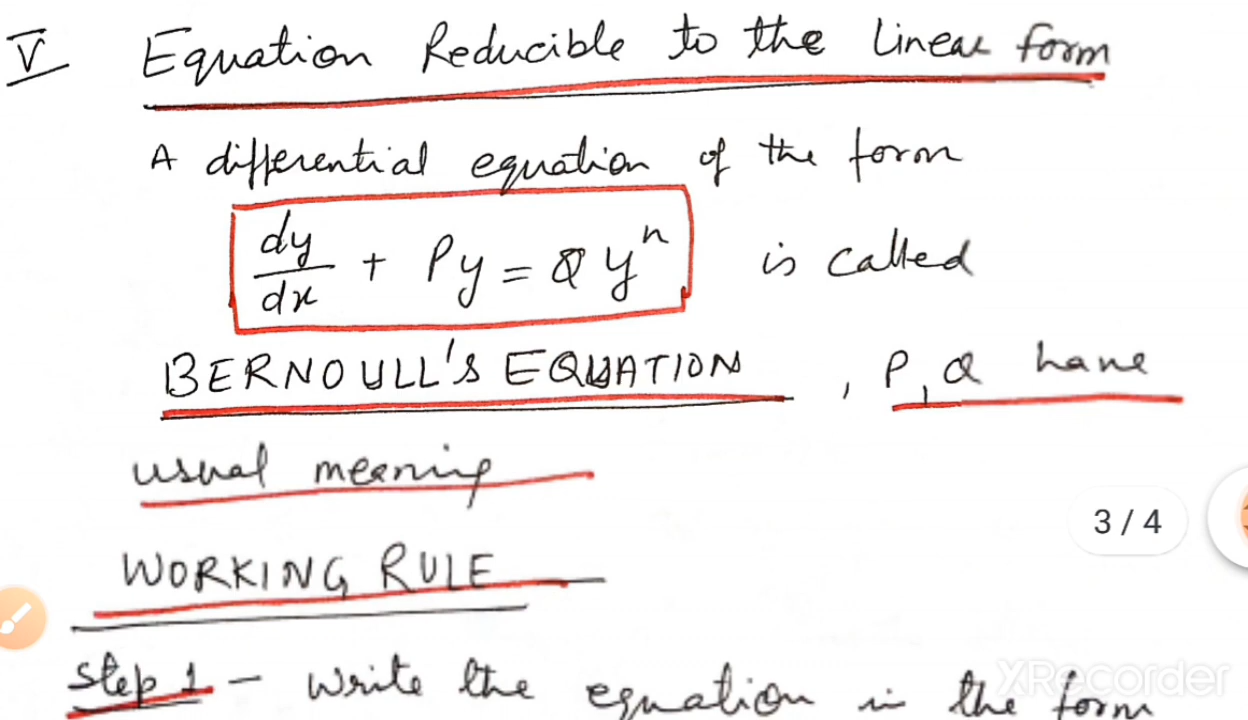 V Equation Reducible to the Linear form
A differential equation of the form
dy/dx + Py = Q y^n is called
BERNOULL'S EQUATION , P, Q have
usual meaning
3 / 4
WORKING RULE
Step 1 - Write the equation in the form
XRecorder